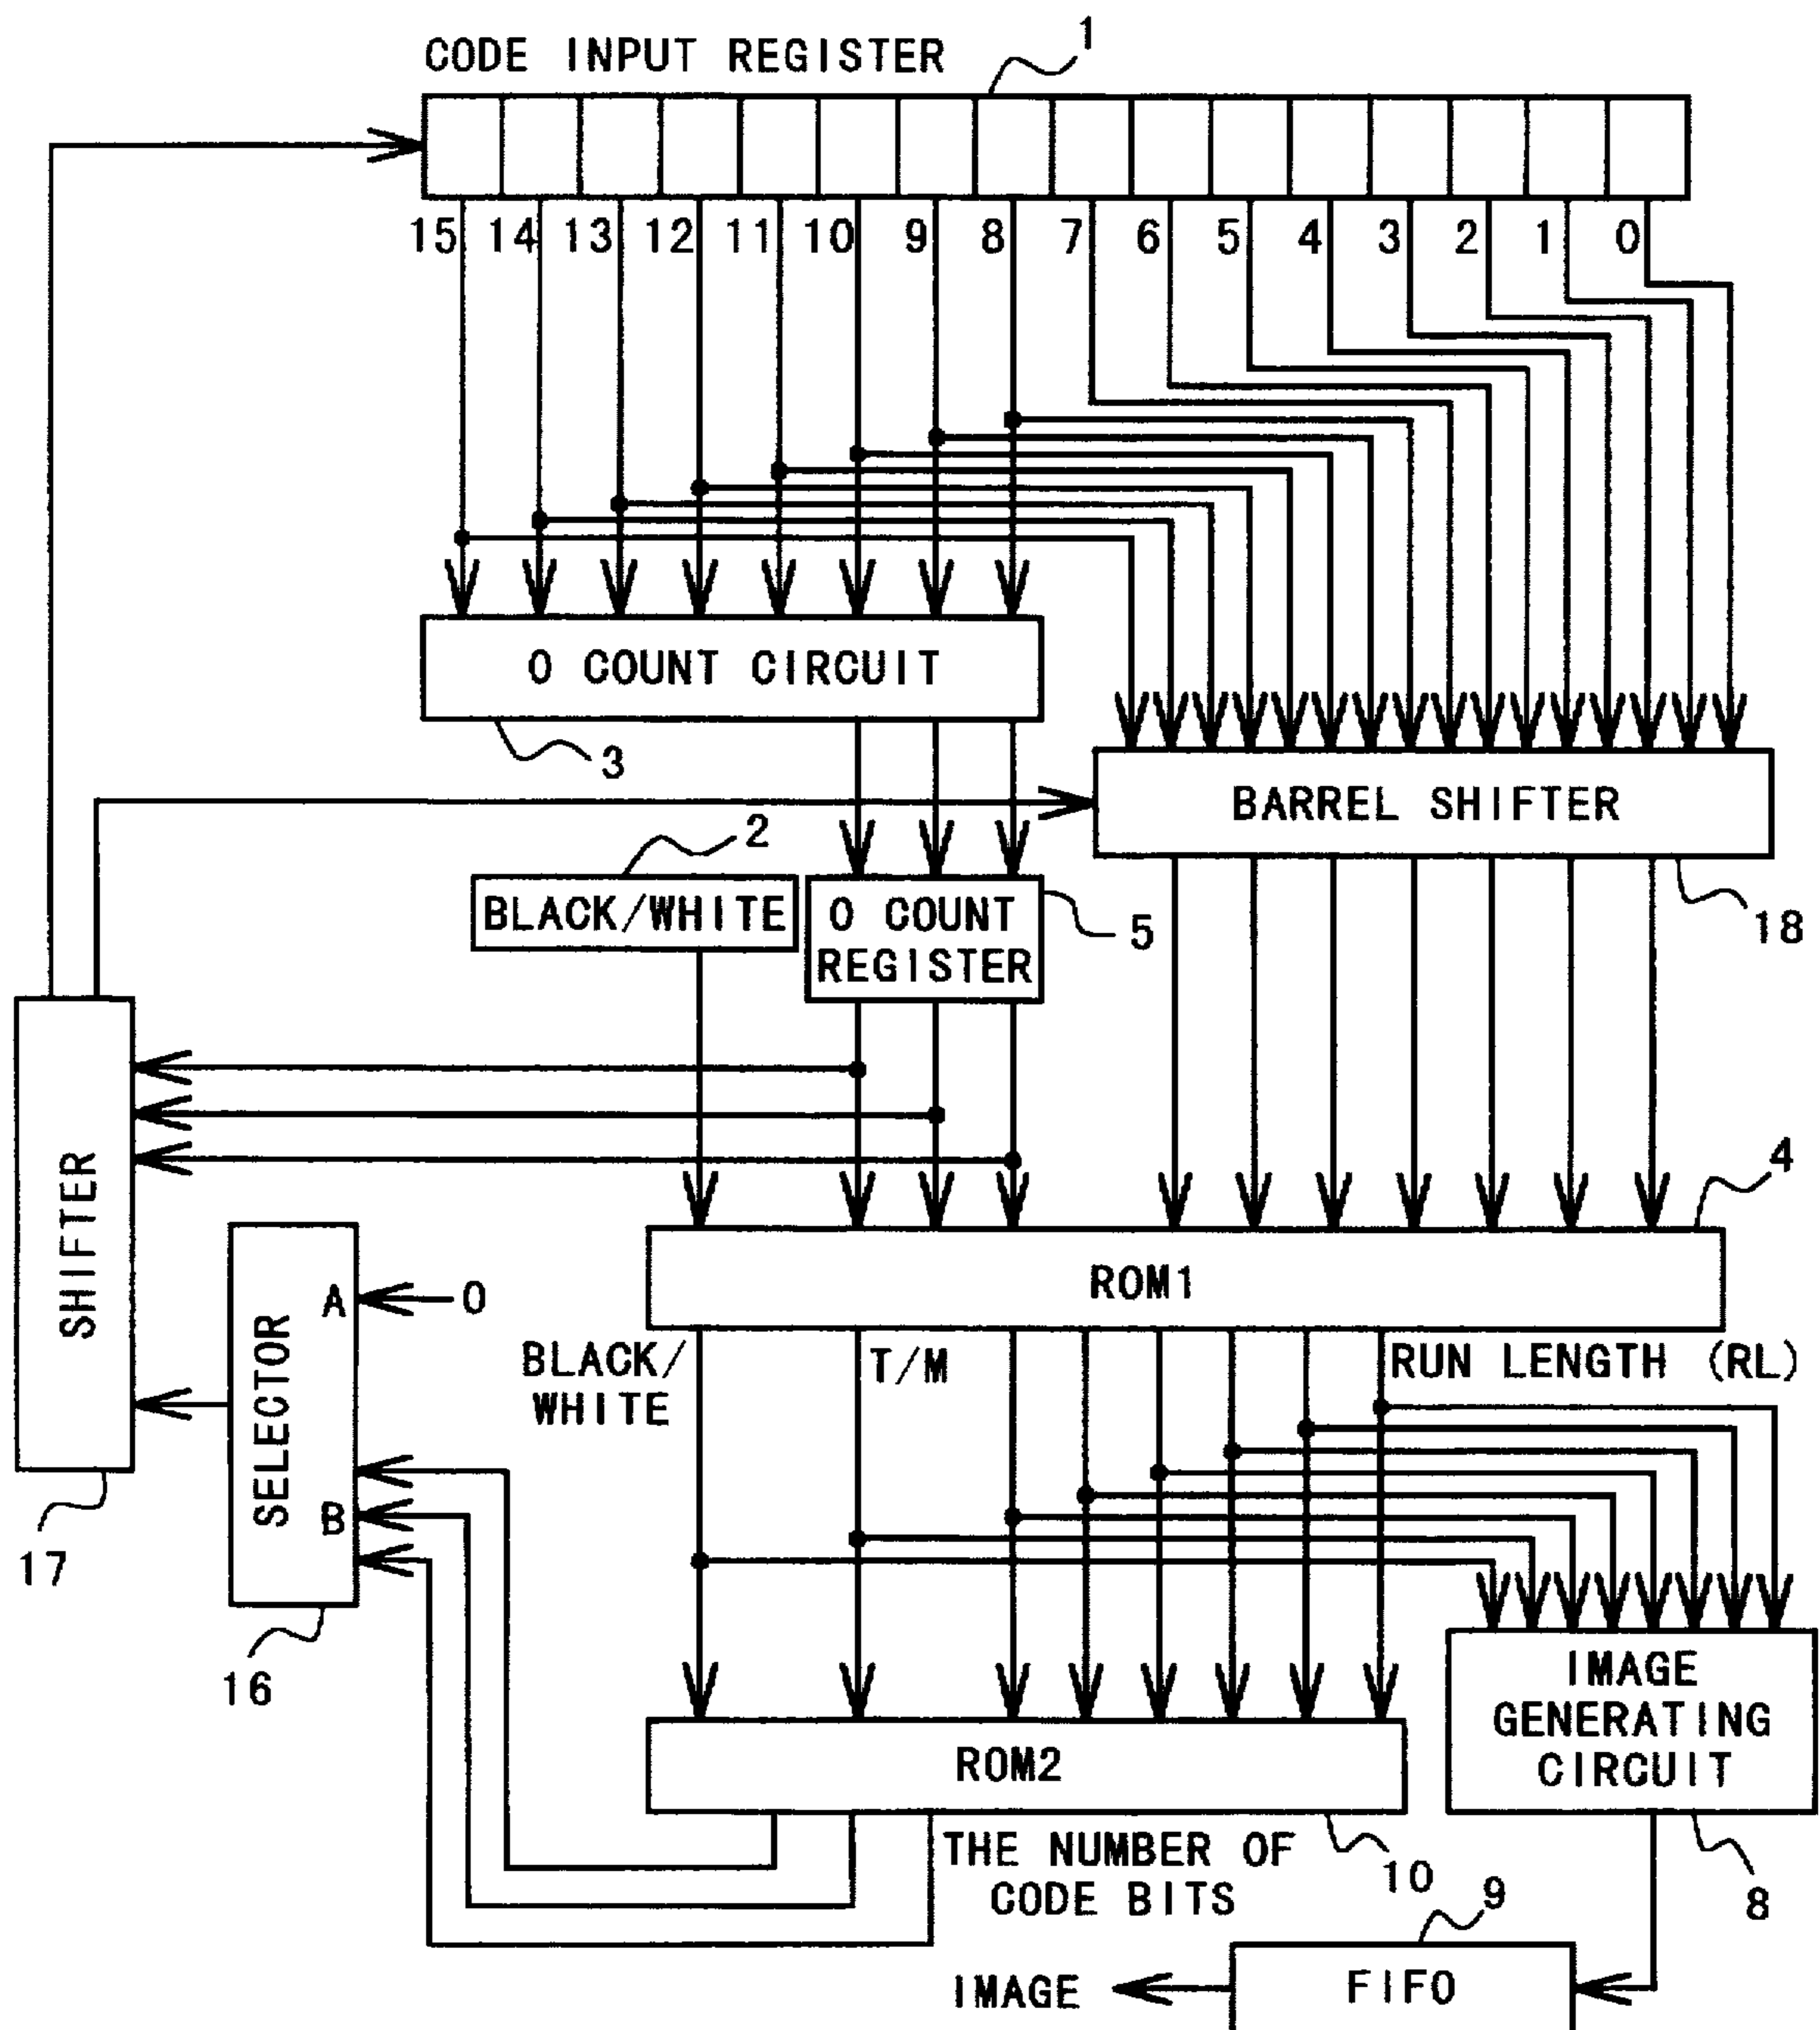 CODE INPUT REGISTER
1
15 14 13 12 11 10 9 8 7 6 5 4 3 2 1 0
0 COUNT CIRCUIT
3
BARREL SHIFTER
18
2
BLACK/WHITE
0 COUNT
REGISTER
5
SHIFTER
17
4
ROM1
SELECTOR
A
0
B
16
BLACK/
WHITE
T/M
RUN LENGTH (RL)
ROM2
10
THE NUMBER OF
CODE BITS
IMAGE
GENERATING
CIRCUIT
8
9
FIFO
IMAGE